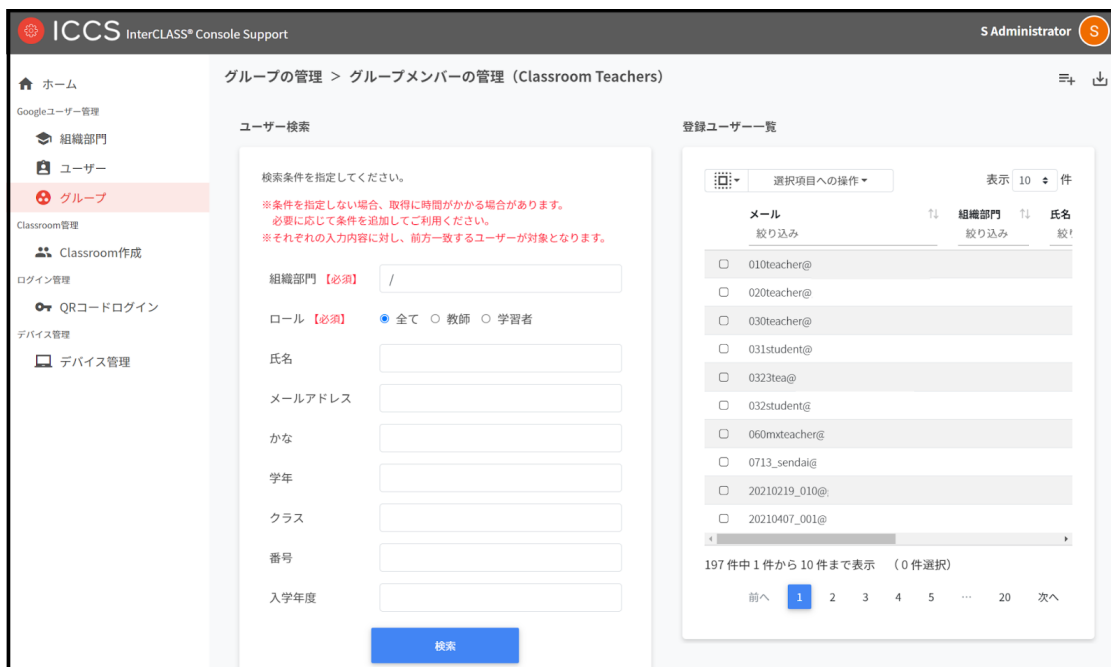 ICCS InterCLASS® Console Support
S Administrator
S
ホーム
Googleユーザー管理
組織部門
ユーザー
グループ
Classroom管理
Classroom作成
ログイン管理
QRコードログイン
デバイス管理
デバイス管理
グループの管理 > グループメンバーの管理（Classroom Teachers）
ユーザー検索
検索条件を指定してください。
※条件を指定しない場合、取得に時間がかかる場合があります。
必要に応じて条件を追加してご利用ください。
※それぞれの入力内容に対し、前方一致するユーザーが対象となります。
組織部門 【必須】 /
ロール 【必須】 全て 教師 学習者
氏名
メールアドレス
かな
学年
クラス
番号
入学年度
検索
登録ユーザー一覧
選択項目への操作
表示 10 件
メール 組織部門 氏名
絞り込み 絞り込み 絞り
010teacher@
020teacher@
030teacher@
031student@
0323tea@
032student@
060mxteacher@
0713_sendai@
20210219_010@
20210407_001@
197 件中 1 件から 10 件まで表示 （0 件選択）
前へ 1 2 3 4 5 … 20 次へ